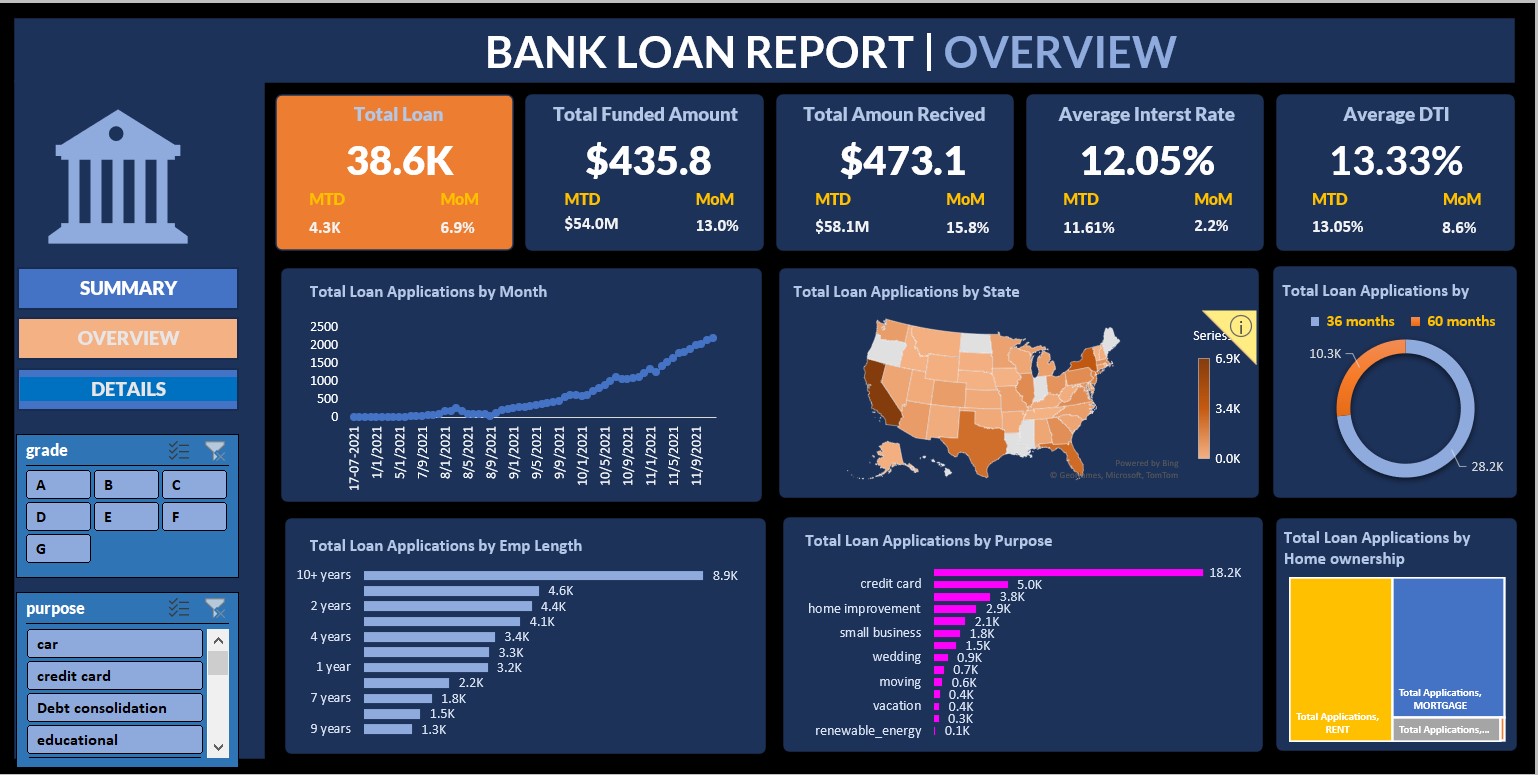 BANK LOAN REPORT | OVERVIEW
SUMMARY
OVERVIEW
DETAILS
grade
A
B
C
D
E
F
G
purpose
car
credit card
Debt consolidation
educational
Total Loan
38.6K
MTD
MoM
4.3K
6.9%
Total Funded Amount
$435.8
MTD
MoM
$54.0M
13.0%
Total Amoun Recived
$473.1
MTD
MoM
$58.1M
15.8%
Average Interst Rate
12.05%
MTD
MoM
11.61%
2.2%
Average DTI
13.33%
MTD
MoM
13.05%
8.6%
Total Loan Applications by Month
2500
2000
1500
1000
500
0
17-07-2021
1/1/2021
5/1/2021
7/9/2021
8/1/2021
8/5/2021
8/9/2021
9/1/2021
9/5/2021
9/9/2021
10/1/2021
10/5/2021
10/9/2021
11/1/2021
11/5/2021
11/9/2021
Total Loan Applications by State
Series
6.9K
3.4K
0.0K
Powered by Bing
© GeoNames, Microsoft, TomTom
Total Loan Applications by
36 months
60 months
10.3K
28.2K
Total Loan Applications by Emp Length
10+ years
8.9K
4.6K
2 years
4.4K
4.1K
4 years
3.4K
3.3K
1 year
3.2K
2.2K
7 years
1.8K
1.5K
9 years
1.3K
Total Loan Applications by Purpose
18.2K
credit card
5.0K
3.8K
home improvement
2.9K
2.1K
small business
1.8K
1.5K
wedding
0.9K
0.7K
moving
0.6K
0.4K
vacation
0.4K
0.3K
renewable_energy
0.1K
Total Loan Applications by
Home ownership
Total Applications,
RENT
Total Applications,
MORTGAGE
Total Applications,...